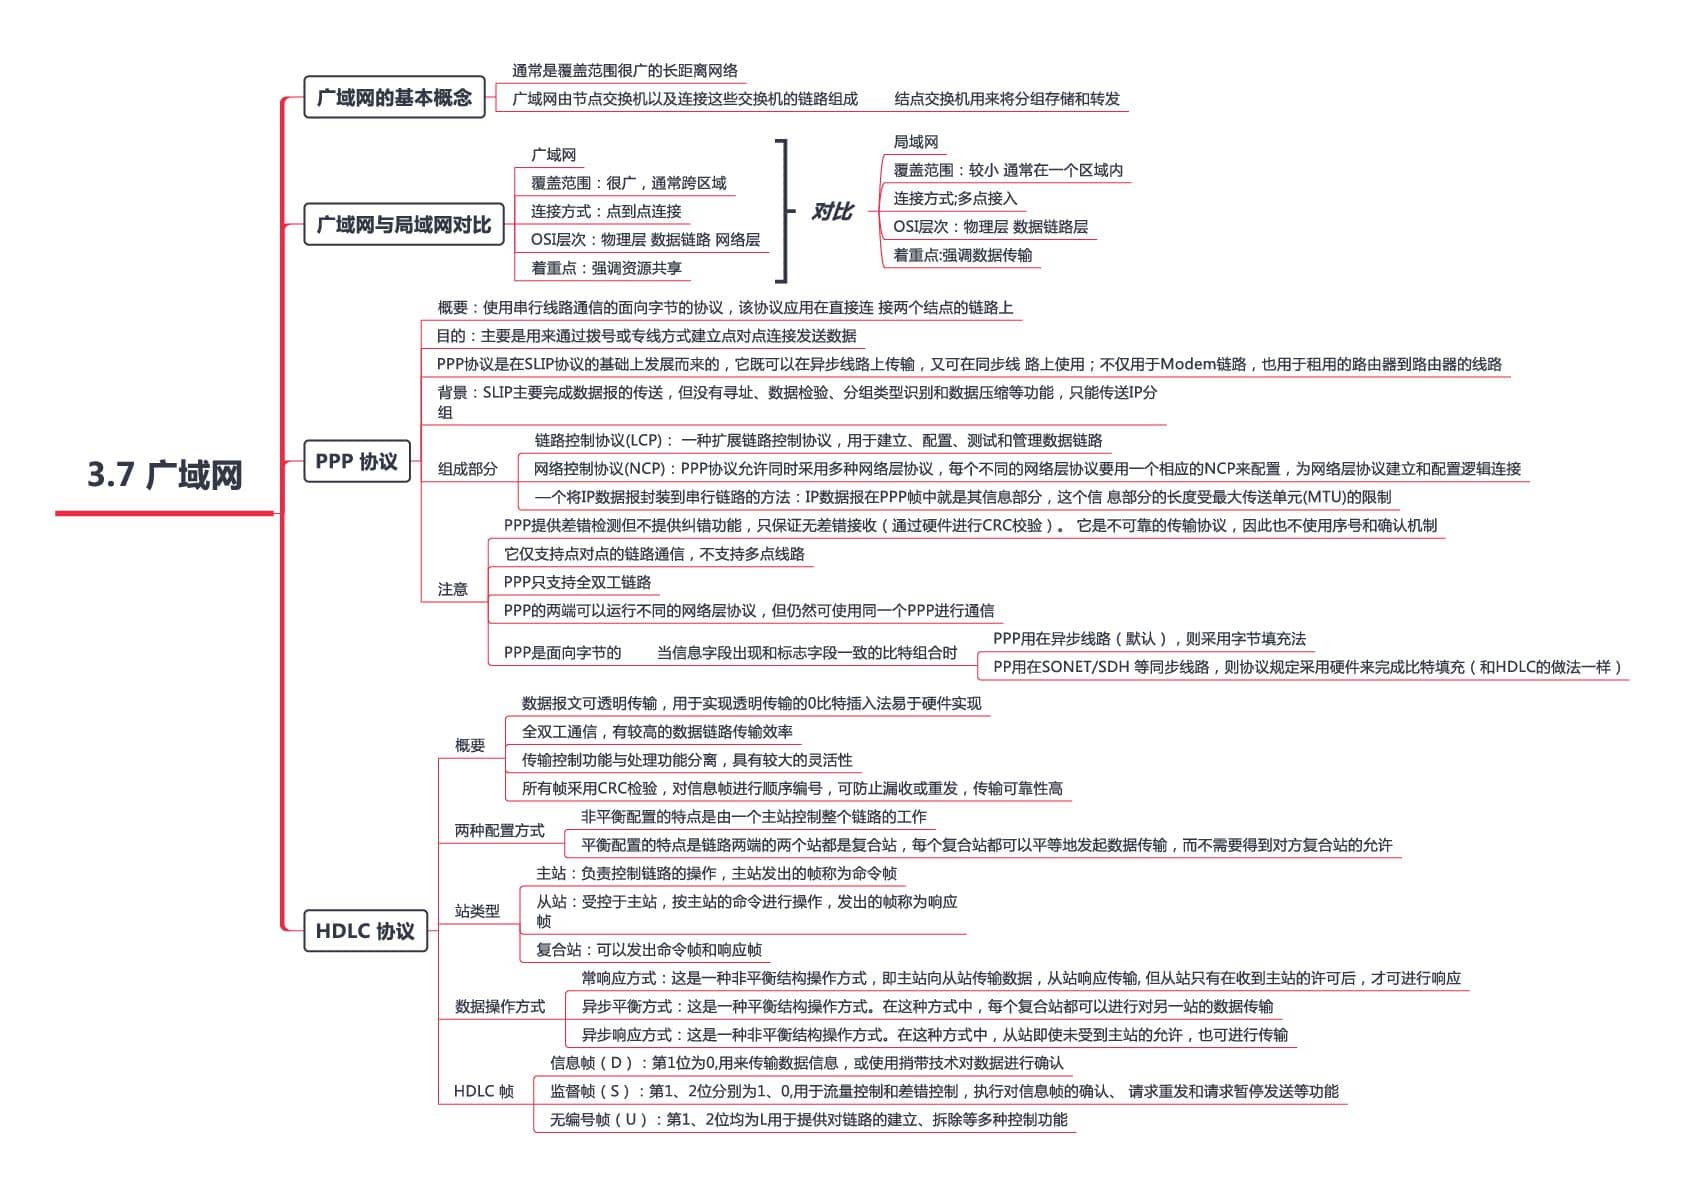 3.7 广域网
广域网的基本概念
通常是覆盖范围很广的长距离网络
广域网由节点交换机以及连接这些交换机的链路组成
结点交换机用来将分组存储和转发
广域网与局域网对比
广域网
覆盖范围：很广，通常跨区域
连接方式：点到点连接
OSI层次：物理层 数据链路 网络层
着重点：强调资源共享
对比
局域网
覆盖范围：较小 通常在一个区域内
连接方式;多点接入
OSI层次：物理层 数据链路层
着重点:强调数据传输
PPP 协议
概要：使用串行线路通信的面向字节的协议，该协议应用在直接连 接两个结点的链路上
目的：主要是用来通过拨号或专线方式建立点对点连接发送数据
PPP协议是在SLIP协议的基础上发展而来的，它既可以在异步线路上传输，又可在同步线 路上使用；不仅用于Modem链路，也用于租用的路由器到路由器的线路
背景：SLIP主要完成数据报的传送，但没有寻址、数据检验、分组类型识别和数据压缩等功能，只能传送IP分
组
组成部分
链路控制协议(LCP)： 一种扩展链路控制协议，用于建立、配置、测试和管理数据链路
网络控制协议(NCP)：PPP协议允许同时采用多种网络层协议，每个不同的网络层协议要用一个相应的NCP来配置，为网络层协议建立和配置逻辑连接
—个将IP数据报封装到串行链路的方法：IP数据报在PPP帧中就是其信息部分，这个信 息部分的长度受最大传送单元(MTU)的限制
注意
PPP提供差错检测但不提供纠错功能，只保证无差错接收（通过硬件进行CRC校验）。 它是不可靠的传输协议，因此也不使用序号和确认机制
它仅支持点对点的链路通信，不支持多点线路
PPP只支持全双工链路
PPP的两端可以运行不同的网络层协议，但仍然可使用同一个PPP进行通信
PPP是面向字节的
当信息字段出现和标志字段一致的比特组合时
PPP用在异步线路（默认），则采用字节填充法
PP用在SONET/SDH 等同步线路，则协议规定采用硬件来完成比特填充（和HDLC的做法一样）
HDLC 协议
概要
数据报文可透明传输，用于实现透明传输的0比特插入法易于硬件实现
全双工通信，有较高的数据链路传输效率
传输控制功能与处理功能分离，具有较大的灵活性
所有帧采用CRC检验，对信息帧进行顺序编号，可防止漏收或重发，传输可靠性高
两种配置方式
非平衡配置的特点是由一个主站控制整个链路的工作
平衡配置的特点是链路两端的两个站都是复合站，每个复合站都可以平等地发起数据传输，而不需要得到对方复合站的允许
站类型
主站：负责控制链路的操作，主站发出的帧称为命令帧
从站：受控于主站，按主站的命令进行操作，发出的帧称为响应
帧
复合站：可以发出命令帧和响应帧
数据操作方式
常响应方式：这是一种非平衡结构操作方式，即主站向从站传输数据，从站响应传输, 但从站只有在收到主站的许可后，才可进行响应
异步平衡方式：这是一种平衡结构操作方式。在这种方式中，每个复合站都可以进行对另一站的数据传输
异步响应方式：这是一种非平衡结构操作方式。在这种方式中，从站即使未受到主站的允许，也可进行传输
HDLC 帧
信息帧（D）：第1位为0,用来传输数据信息，或使用捎带技术对数据进行确认
监督帧（S）：第1、2位分别为1、0,用于流量控制和差错控制，执行对信息帧的确认、 请求重发和请求暂停发送等功能
无编号帧（U）：第1、2位均为L用于提供对链路的建立、拆除等多种控制功能